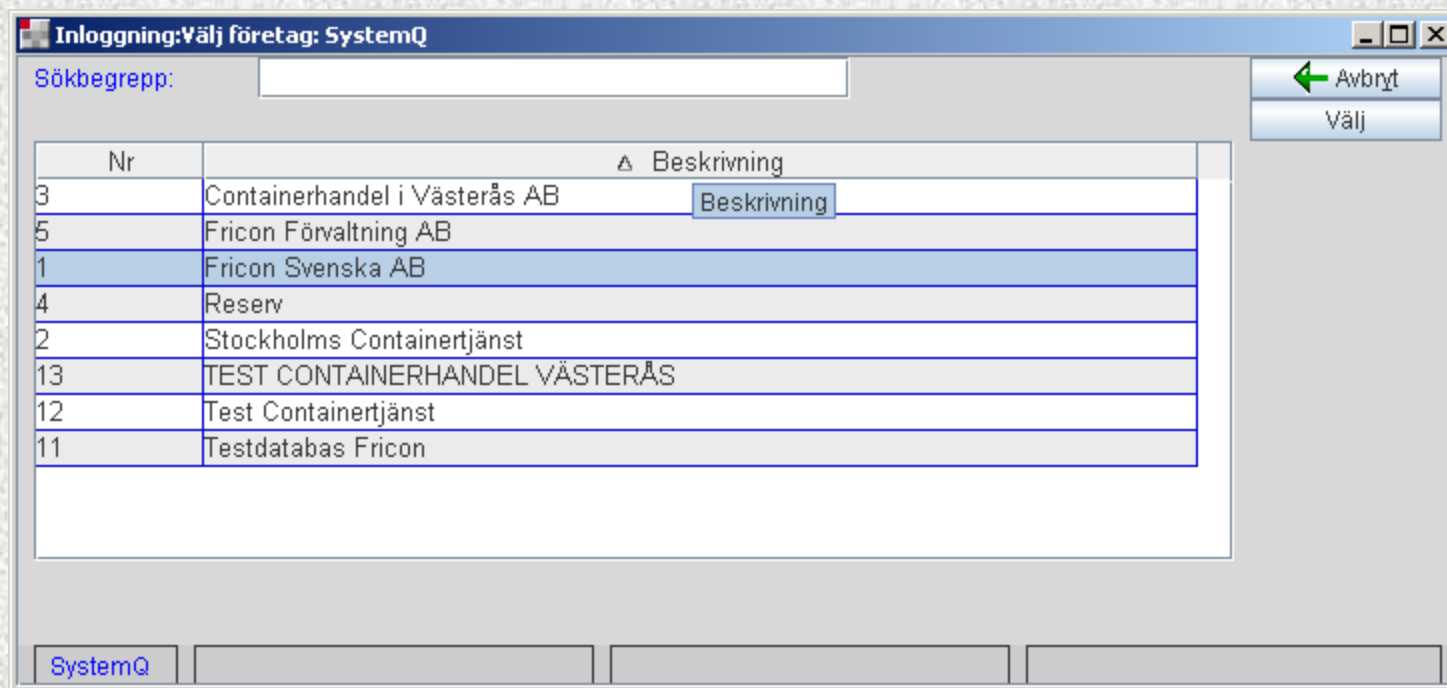 Inloggning:Välj företag: SystemQ
Sökbegrepp:
Avbryt
Välj
Nr Beskrivning
3 Containerhandel i Västerås AB
Beskrivning
5 Fricon Förvaltning AB
1 Fricon Svenska AB
4 Reserv
2 Stockholms Containertjänst
13 TEST CONTAINERHANDEL VÄSTERÅS
12 Test Containertjänst
11 Testdatabas Fricon
SystemQ